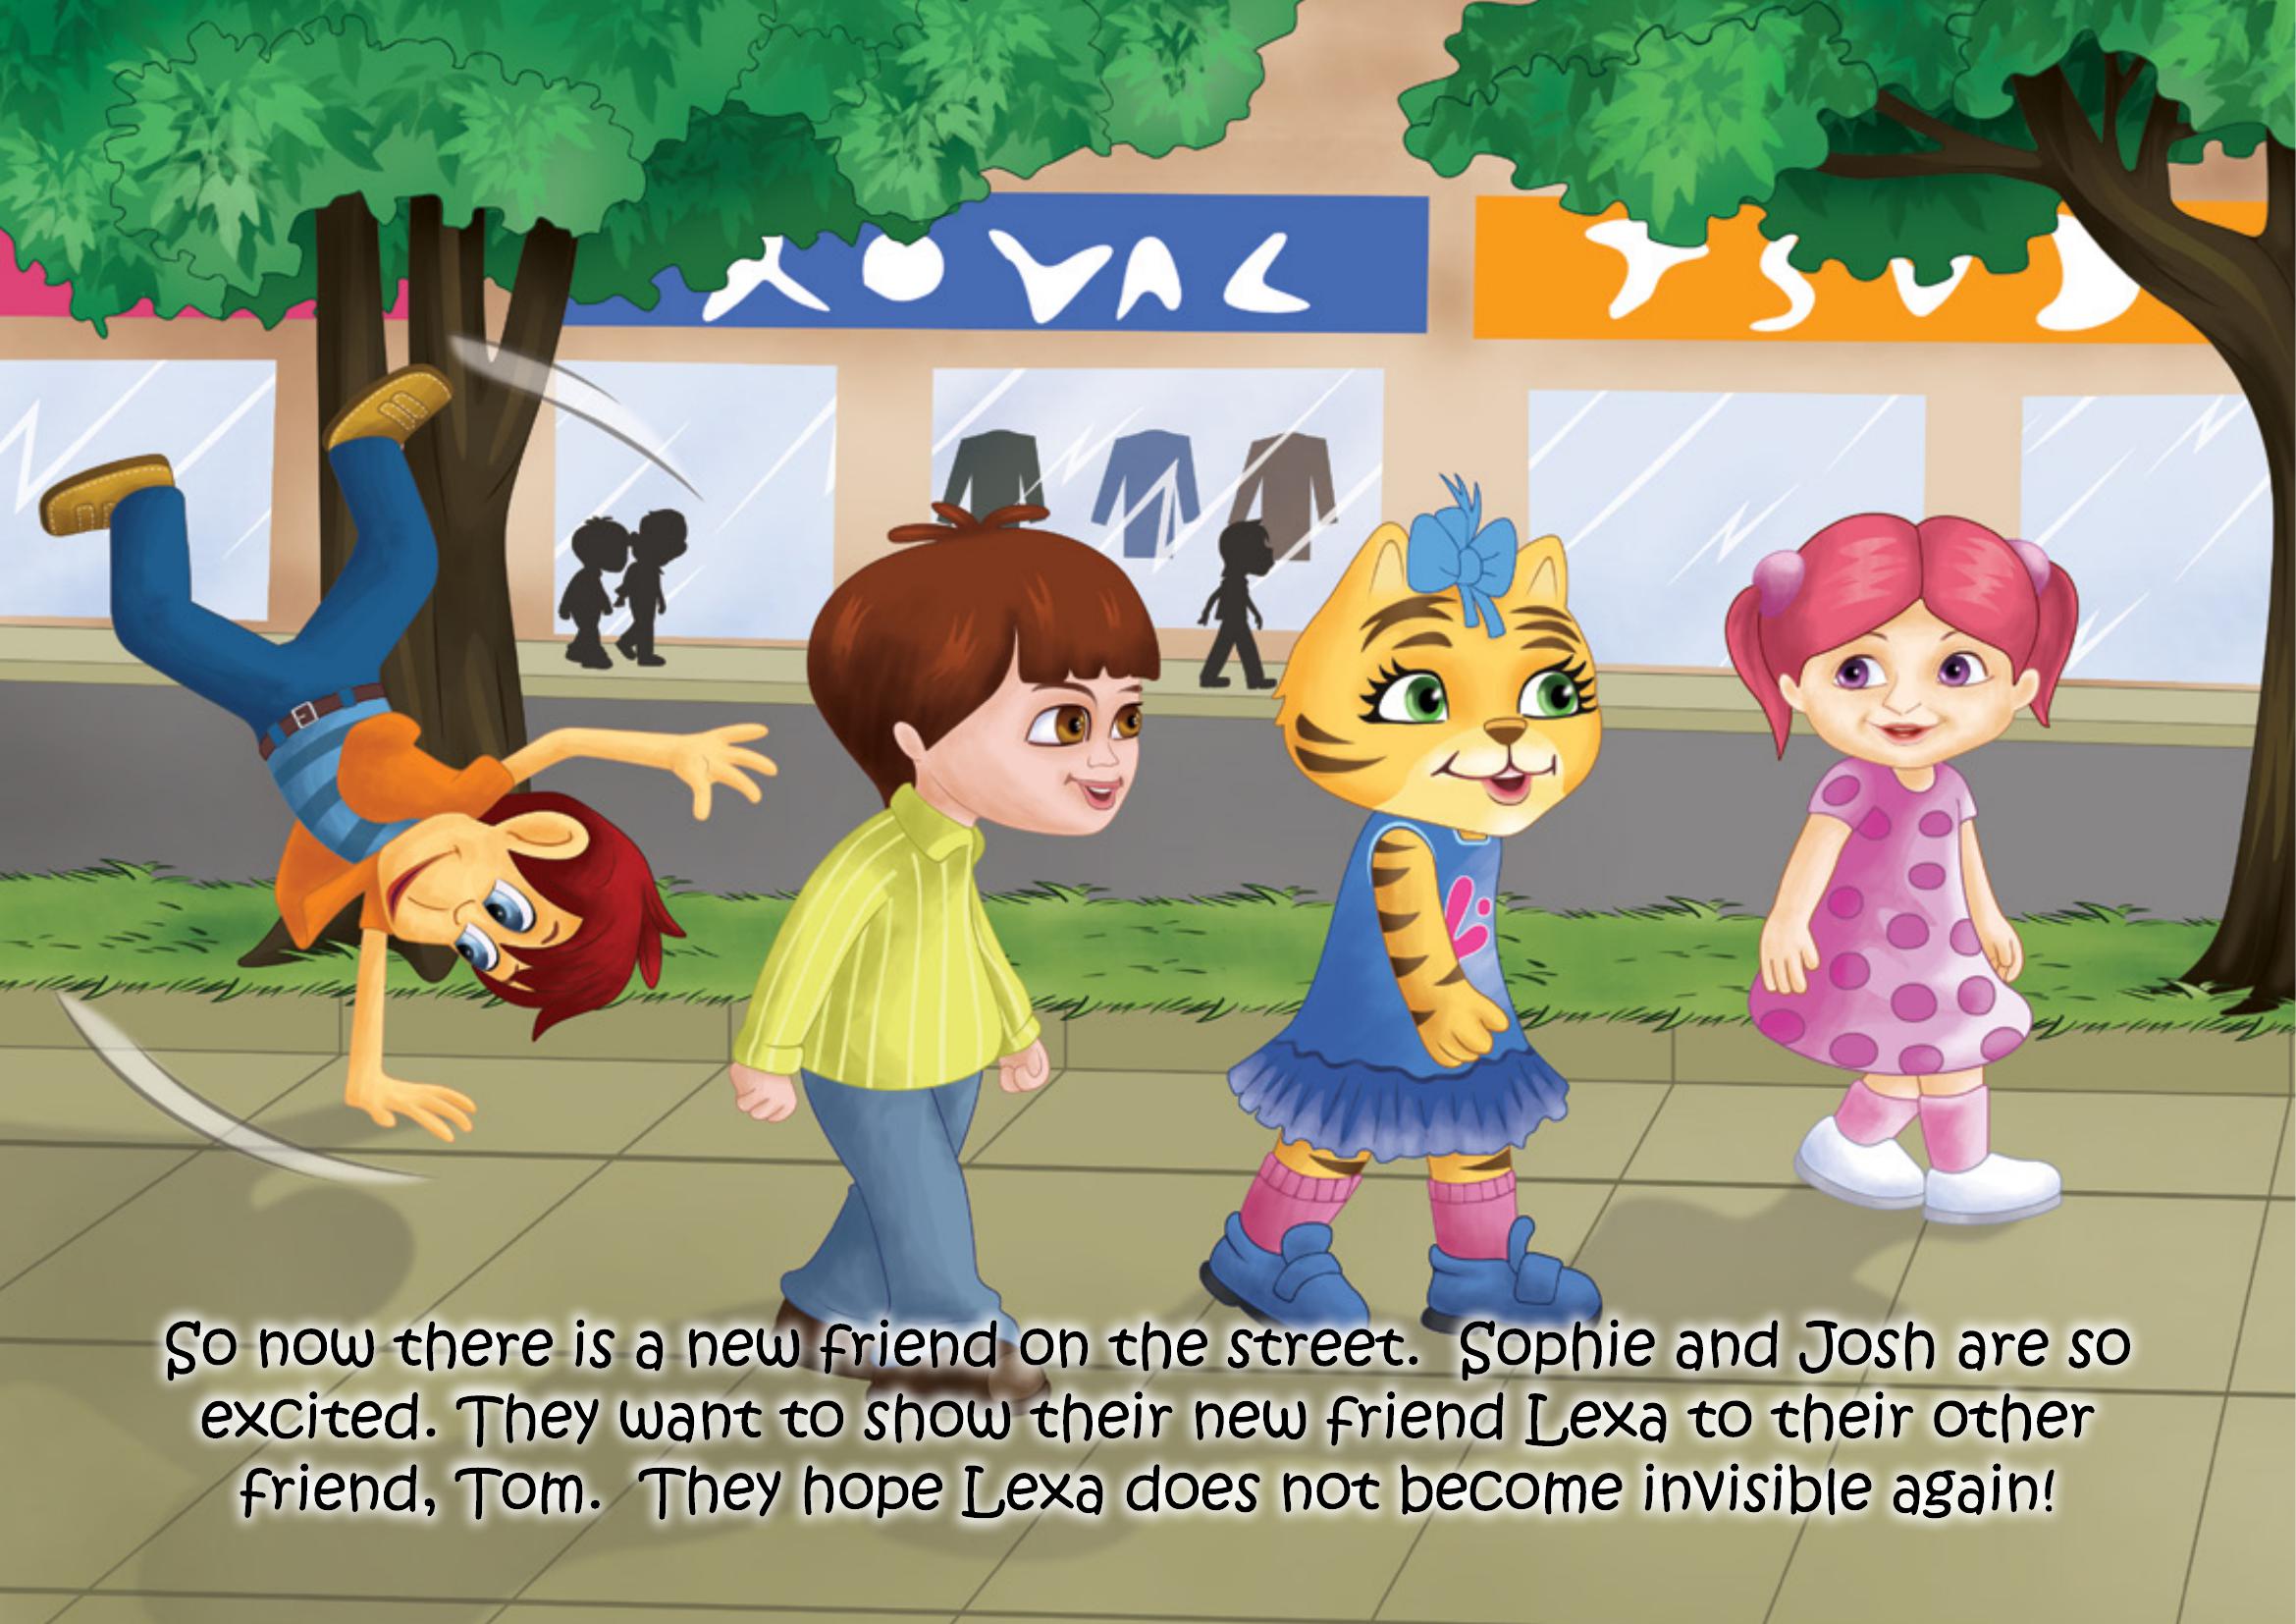 ROYAL
So now there is a new friend on the street. Sophie and Josh are so
excited. They want to show their new friend Lexa to their other
friend, Tom. They hope Lexa does not become invisible again!